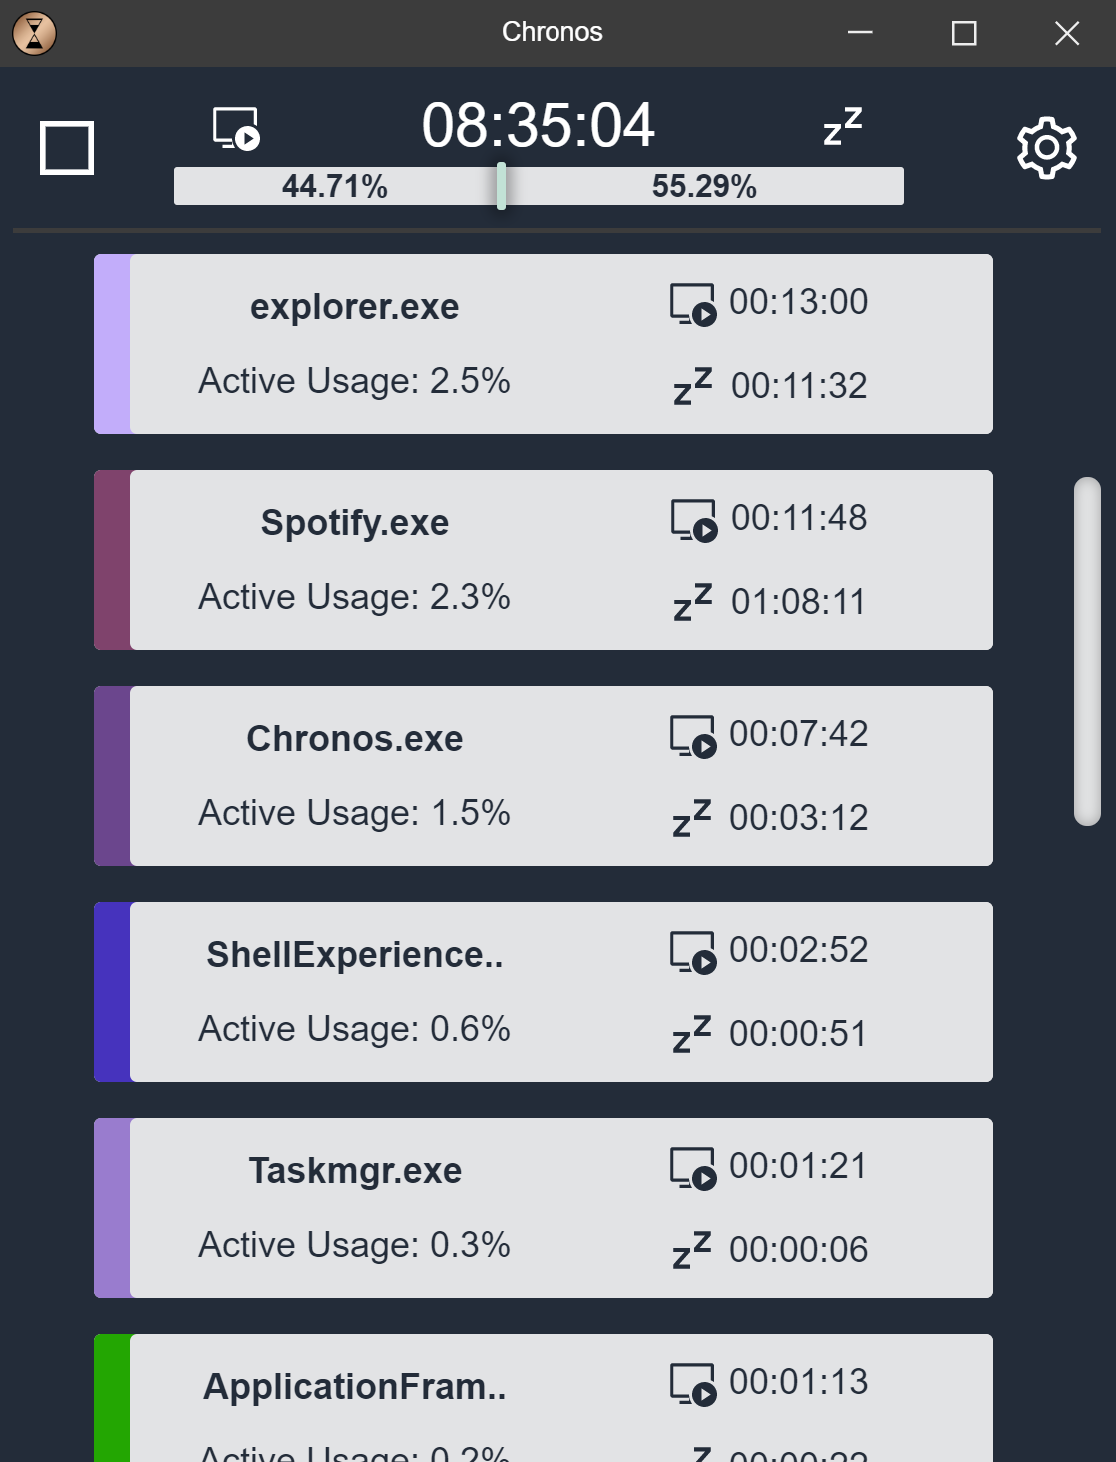 Chronos
08:35:04
zz
44.71% 55.29%
explorer.exe 00:13:00
Active Usage: 2.5% zz 00:11:32
Spotify.exe 00:11:48
Active Usage: 2.3% zz 01:08:11
Chronos.exe 00:07:42
Active Usage: 1.5% zz 00:03:12
ShellExperience.. 00:02:52
Active Usage: 0.6% zz 00:00:51
Taskmgr.exe 00:01:21
Active Usage: 0.3% zz 00:00:06
ApplicationFram.. 00:01:13
Active Usage: 0.2%